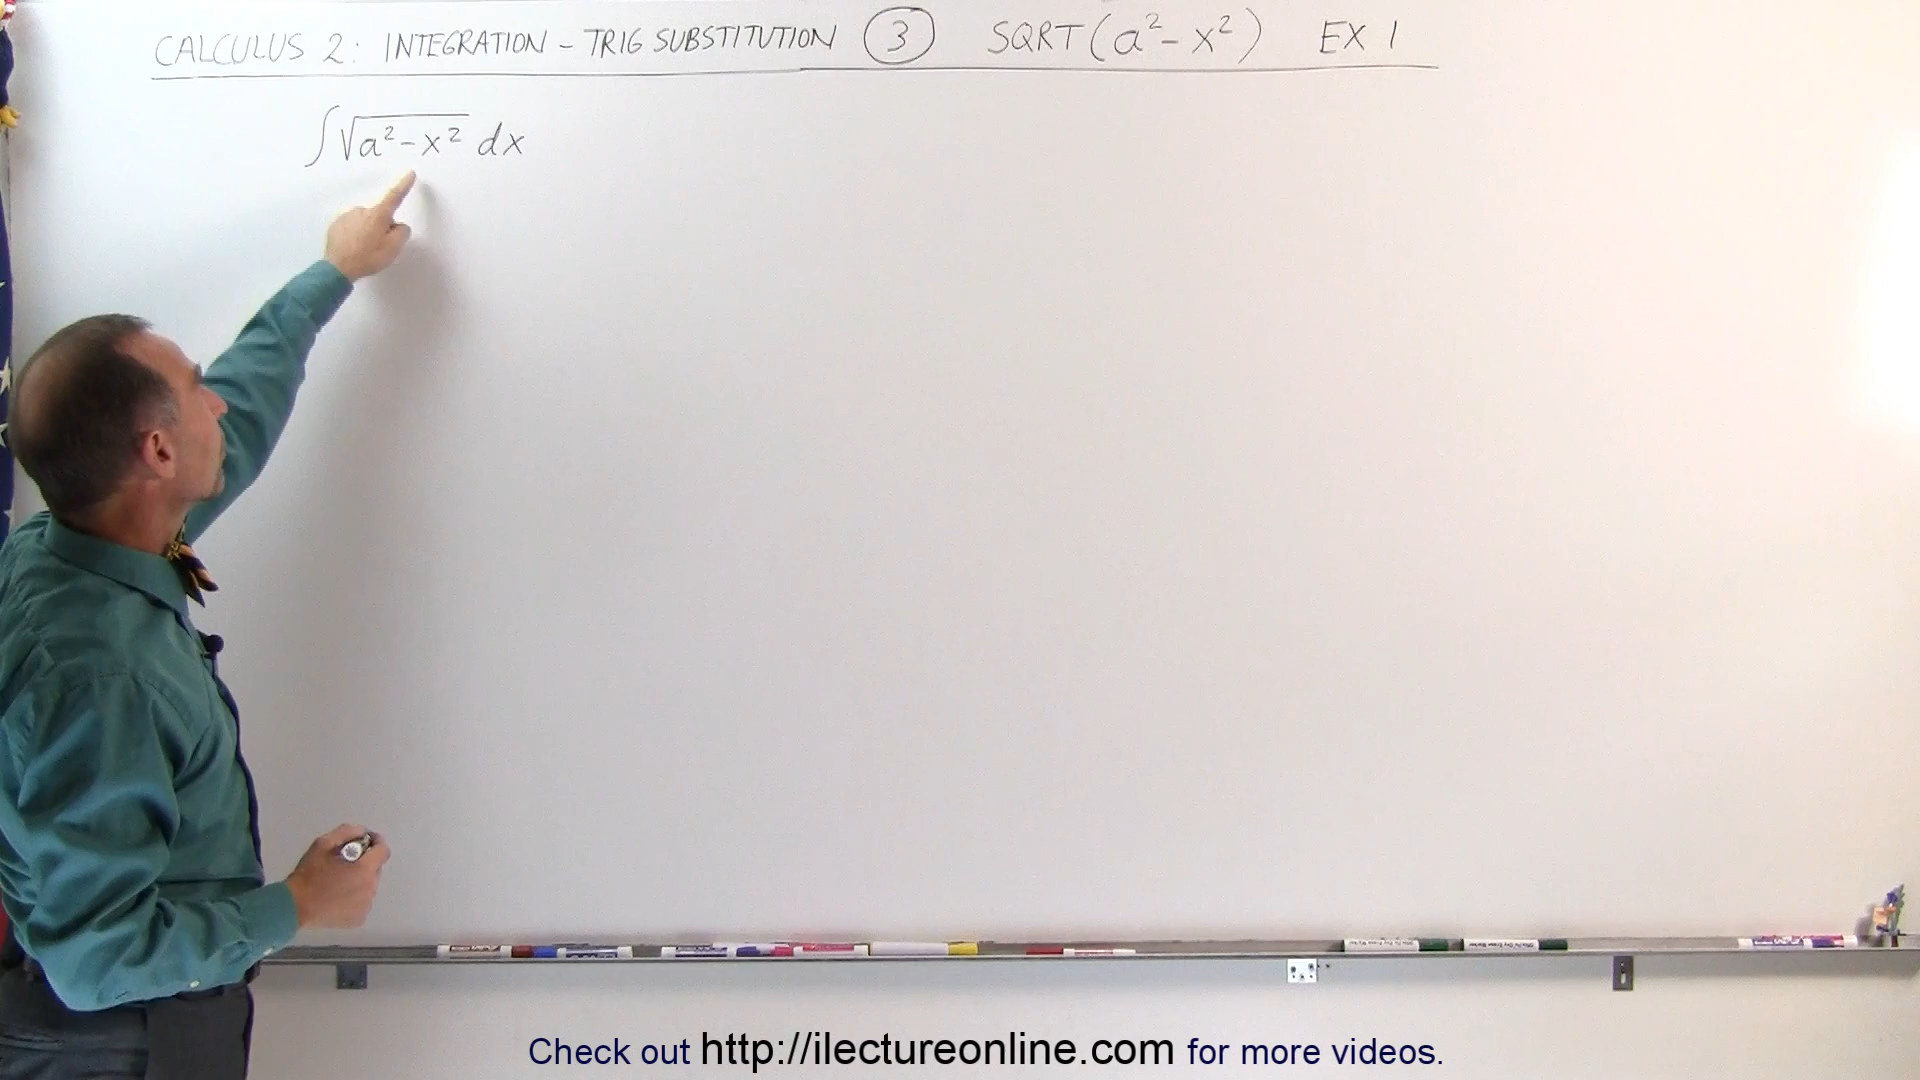 CALCULUS 2: INTEGRATION - TRIG SUBSTITUTION ③ SQRT(a²-x²) EX 1
∫√a²-x² dx
Check out http://ilectureonline.com for more videos.